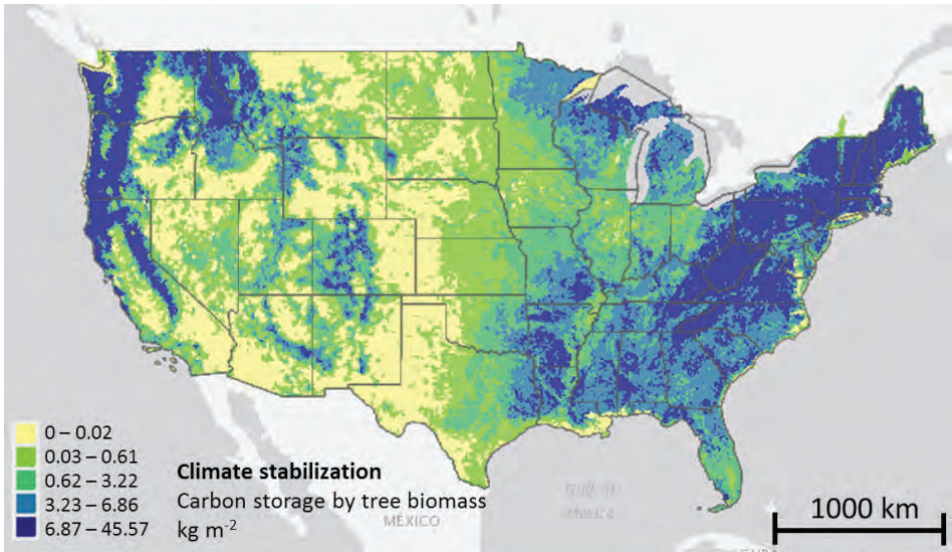 0 – 0.02
0.03 – 0.61
0.62 – 3.22
3.23 – 6.86
6.87 – 45.57
Climate stabilization
Carbon storage by tree biomass
kg m-2
MÉXICO
1000 km